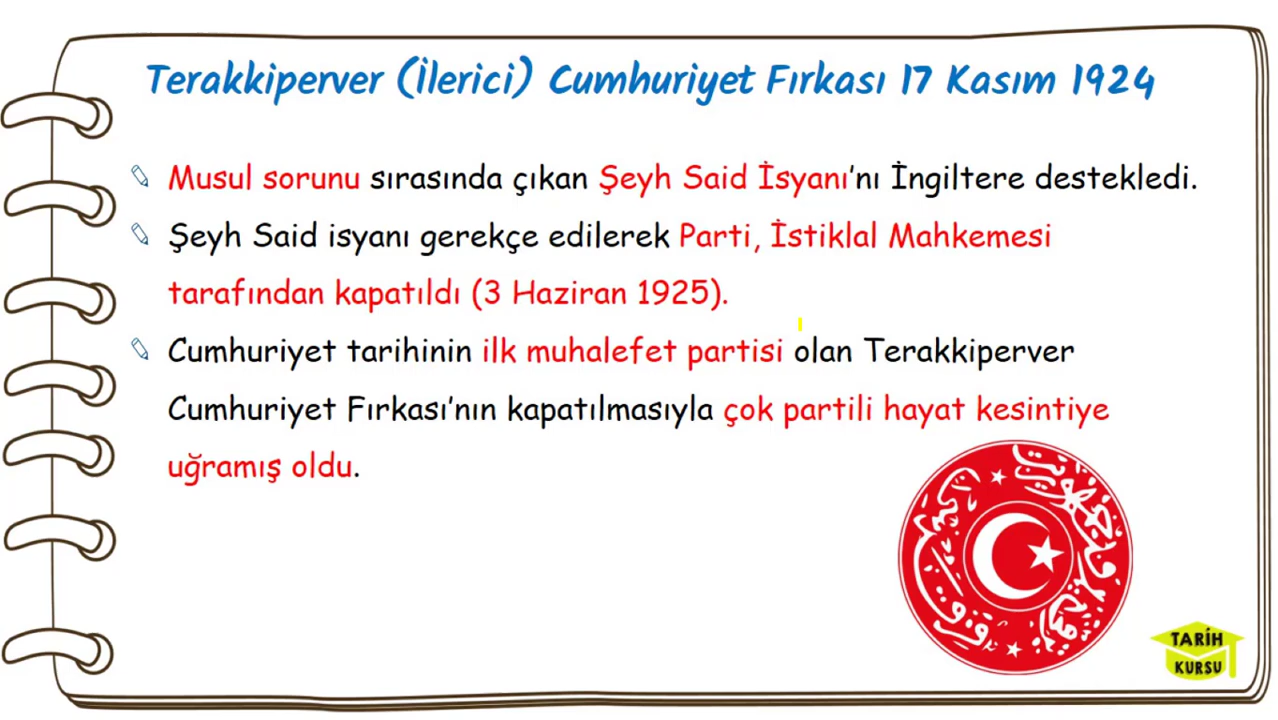 Terakkiperver (İlerici) Cumhuriyet Fırkası 17 Kasım 1924
Musul sorunu sırasında çıkan Şeyh Said İsyanı'nı İngiltere destekledi.
Şeyh Said isyanı gerekçe edilerek Parti, İstiklal Mahkemesi
tarafından kapatıldı (3 Haziran 1925).
Cumhuriyet tarihinin ilk muhalefet partisi olan Terakkiperver
Cumhuriyet Fırkası'nın kapatılmasıyla çok partili hayat kesintiye
uğramış oldu.
TARİH
KURSU